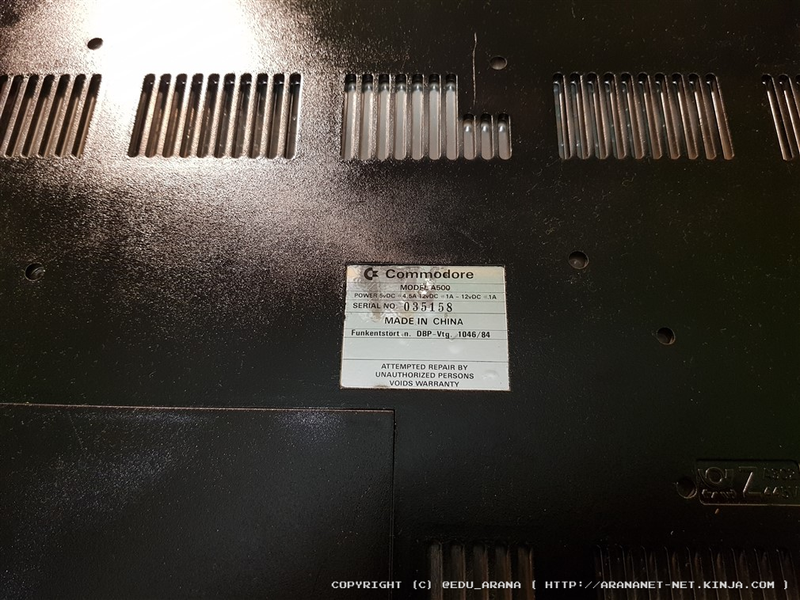 Commodore
MODEL A500
POWER 5vDC =4.5A 12vDC =1A - 12vDC =1A
SERIAL NO: 035158
MADE IN CHINA
Funkentstört n. DBP-Vtg. 1046/84
ATTEMPTED REPAIR BY
UNAUTHORIZED PERSONS
VOIDS WARRANTY
COPYRIGHT (C) @EDU_ARANA [ HTTP://ARANANET-NET.KINJA.COM ]